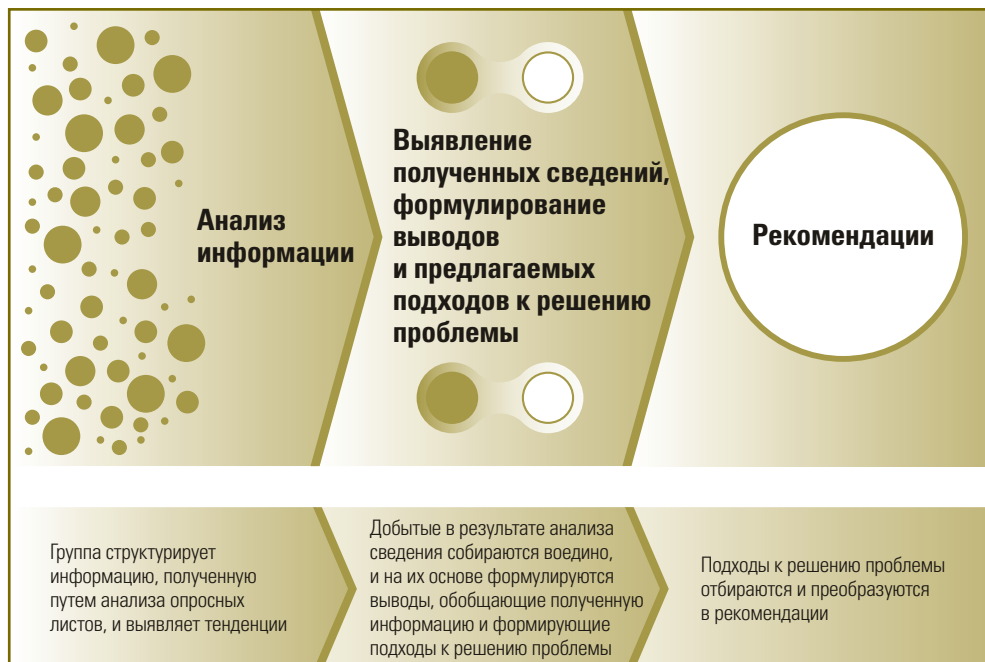 Анализ
информации
Выявление
полученных сведений,
формулирование
выводов
и предлагаемых
подходов к решению
проблемы
Рекомендации
Группа структурирует
информацию, полученную
путем анализа опросных
листов, и выявляет тенденции
Добытые в результате анализа
сведения собираются воедино,
и на их основе формулируются
выводы, обобщающие полученную
информацию и формирующие
подходы к решению проблемы
Подходы к решению проблемы
отбираются и преобразуются
в рекомендации